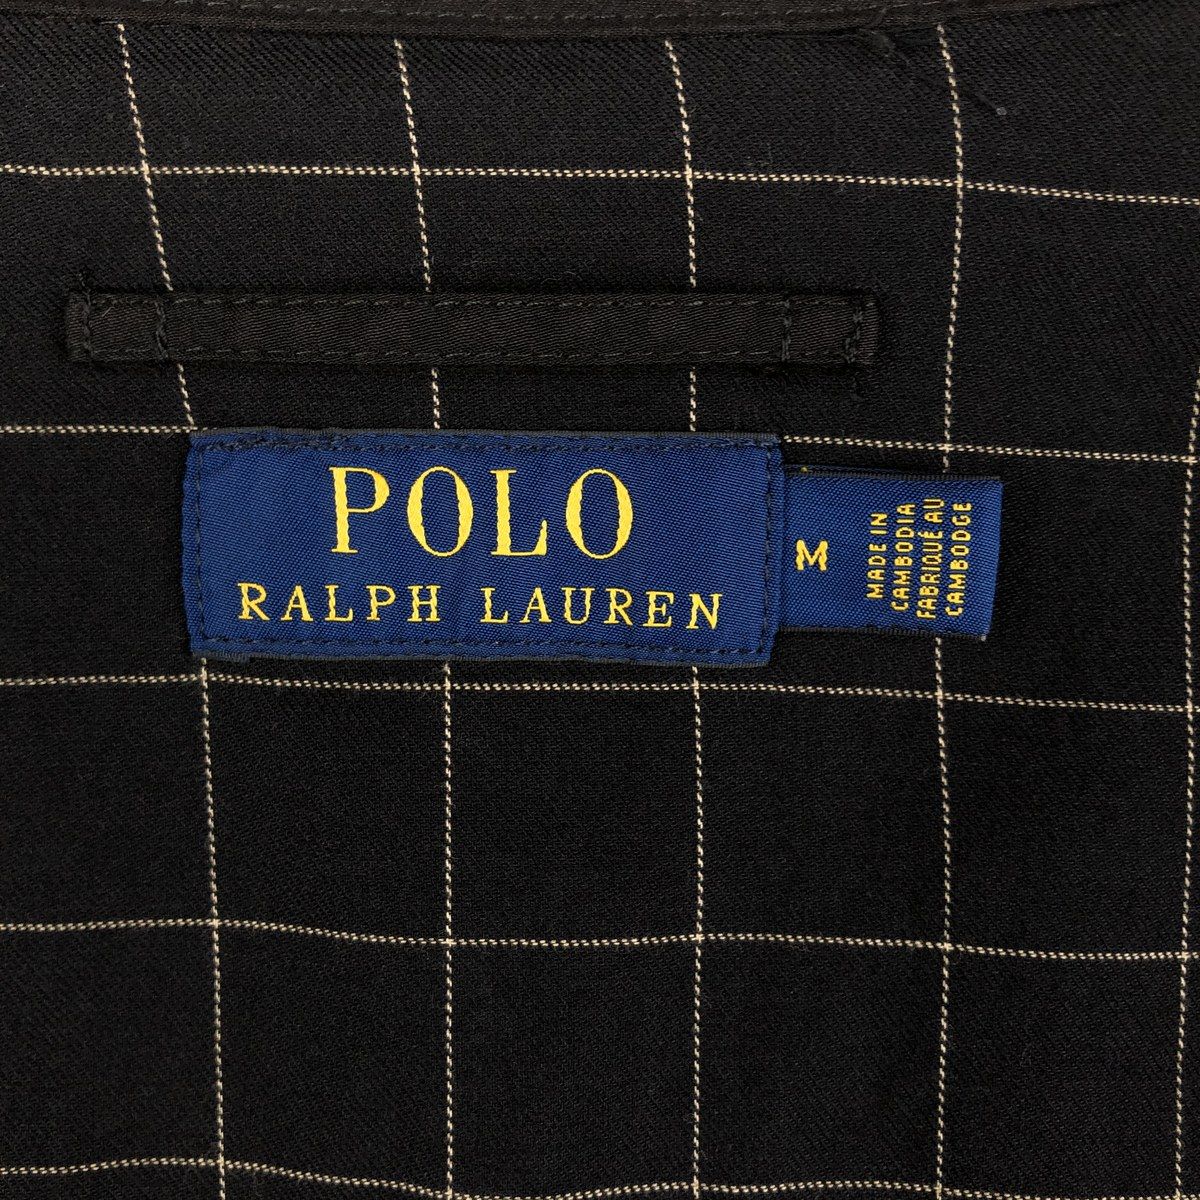 POLO
RALPH LAUREN
M
MADE IN
CAMBODIA
FABRIQUÉ AU
CAMBODGE